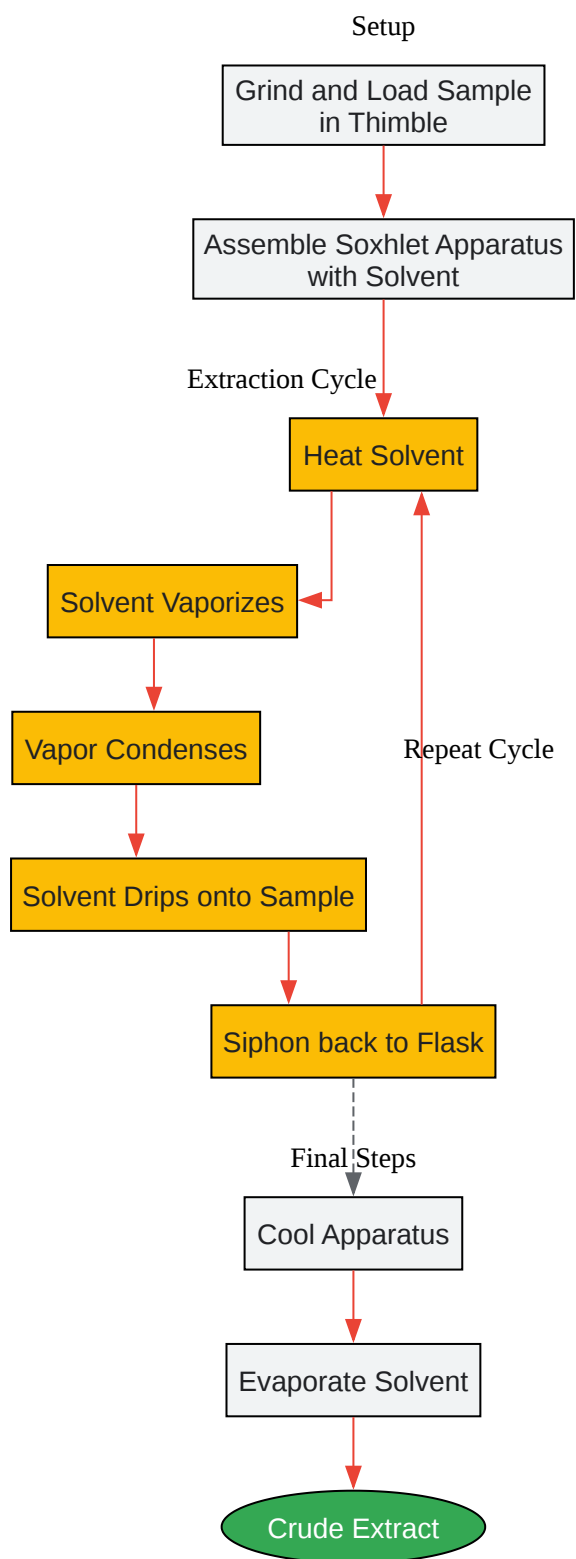 Setup
Grind and Load Sample
in Thimble
Assemble Soxhlet Apparatus
with Solvent
Extraction Cycle
Heat Solvent
Solvent Vaporizes
Vapor Condenses
Repeat Cycle
Solvent Drips onto Sample
Siphon back to Flask
Final Steps
Cool Apparatus
Evaporate Solvent
Crude Extract